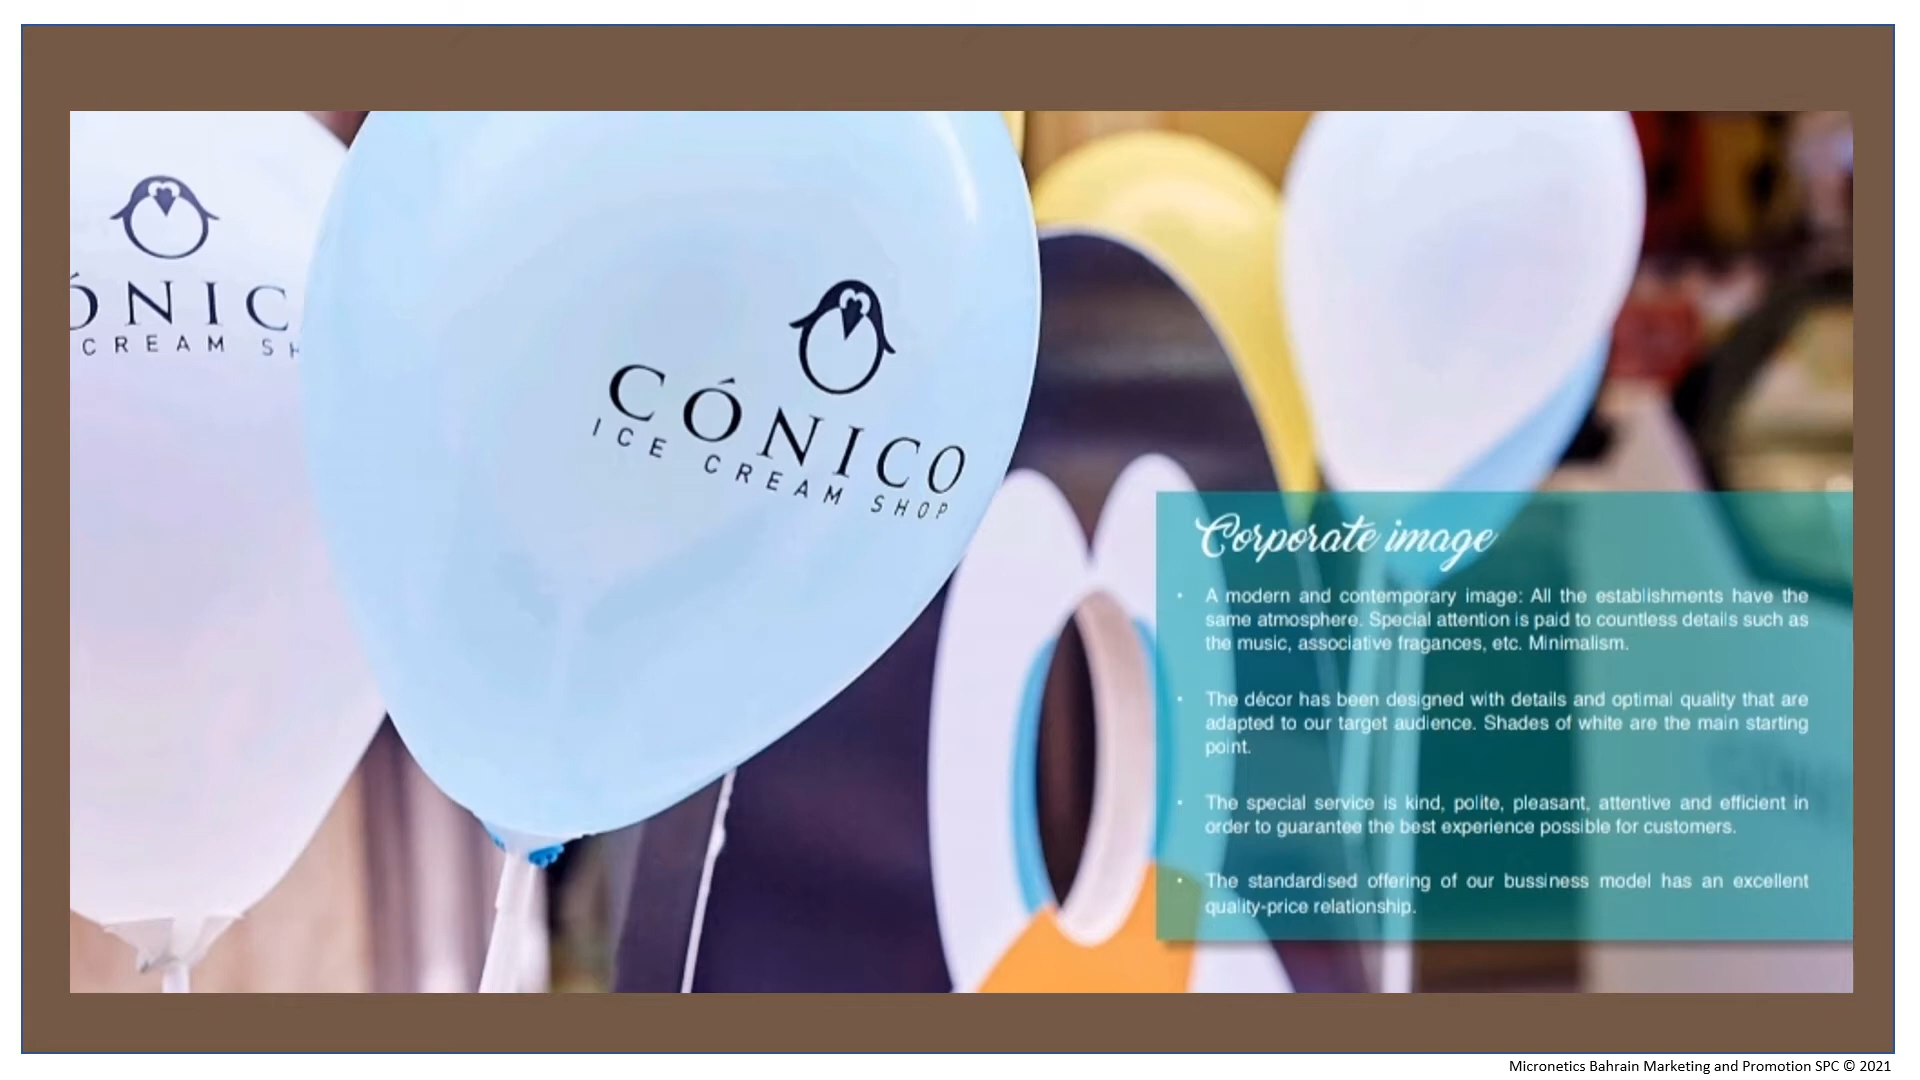 ÓNIC
CREAM SH
CÓNICO
ICE CREAM SHOP
Corporate image
• A modern and contemporary image: All the establishments have the
same atmosphere. Special attention is paid to countless details such as
the music, associative fragances, etc. Minimalism.
• The décor has been designed with details and optimal quality that are
adapted to our target audience. Shades of white are the main starting
point.
• The special service is kind, polite, pleasant, attentive and efficient in
order to guarantee the best experience possible for customers.
• The standardised offering of our bussiness model has an excellent
quality-price relationship.
Micronetics Bahrain Marketing and Promotion SPC © 2021